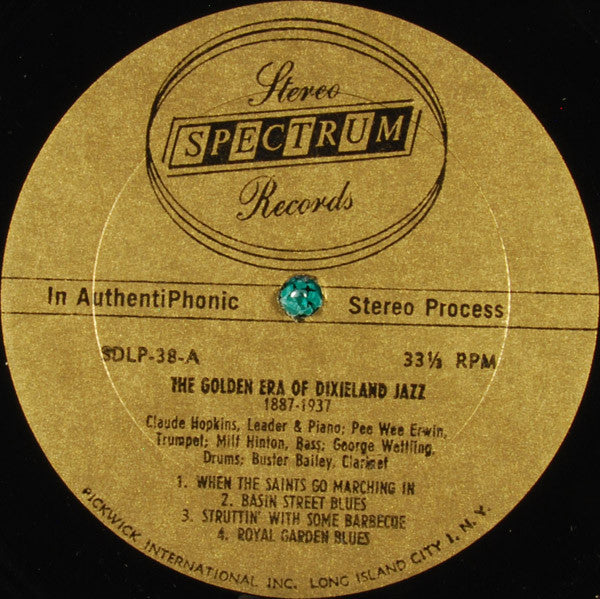 Stereo
SPECTRUM
Records
In AuthentiPhonic Stereo Process
SDLP-38-A 33⅓ RPM
THE GOLDEN ERA OF DIXIELAND JAZZ
1887-1937
Claude Hopkins, Leader & Piano; Pee Wee Erwin,
Trumpet; Milt Hinton, Bass; George Wettling,
Drums; Buster Bailey, Clarinet
1. WHEN THE SAINTS GO MARCHING IN
2. BASIN STREET BLUES
3. STRUTTIN' WITH SOME BARBECUE
4. ROYAL GARDEN BLUES
PICKWICK INTERNATIONAL INC. LONG ISLAND CITY 1, N.Y.